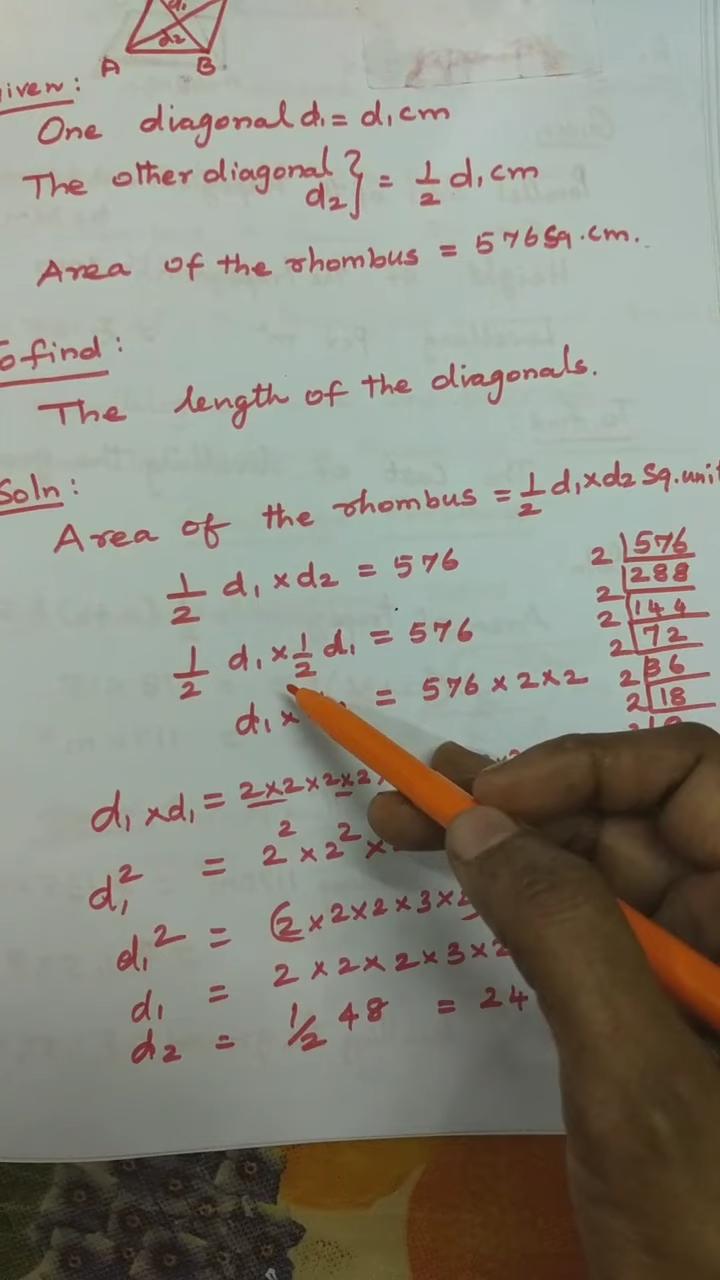 d1
d2
A B
iven:
One diagonal d1 = d1 cm
The other diagonal d2 } = 1/2 d1 cm
Area of the rhombus = 576 Sq.cm.
o find:
The length of the diagonals.
Soln:
Area of the rhombus = 1/2 d1 x d2 Sq.unit
1/2 d1 x d2 = 576
1/2 d1 x 1/2 d1 = 576
d1 x = 576 x 2 x 2
d1 x d1 = 2x2x2x2x2
d1² = 2² x 2² x
d1² = (2 x 2 x 2 x 3 x 2
d1 = 2 x 2 x 2 x 3 x 2
d2 = 1/2 48 = 24
2 | 576
2 | 288
2 | 144
2 | 72
2 | 36
2 | 18